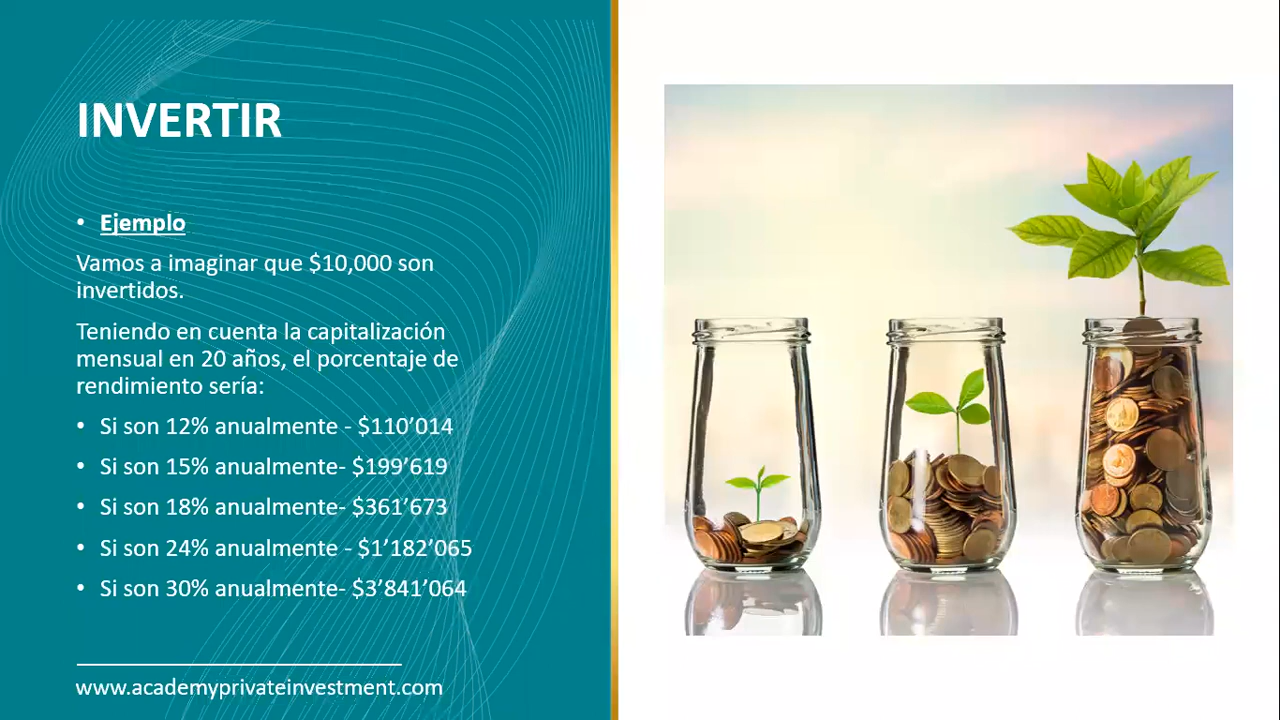 INVERTIR
• Ejemplo
Vamos a imaginar que $10,000 son
invertidos.
Teniendo en cuenta la capitalización
mensual en 20 años, el porcentaje de
rendimiento sería:
• Si son 12% anualmente - $110’014
• Si son 15% anualmente- $199’619
• Si son 18% anualmente- $361’673
• Si son 24% anualmente - $1’182’065
• Si son 30% anualmente- $3’841’064
www.academyprivateinvestment.com